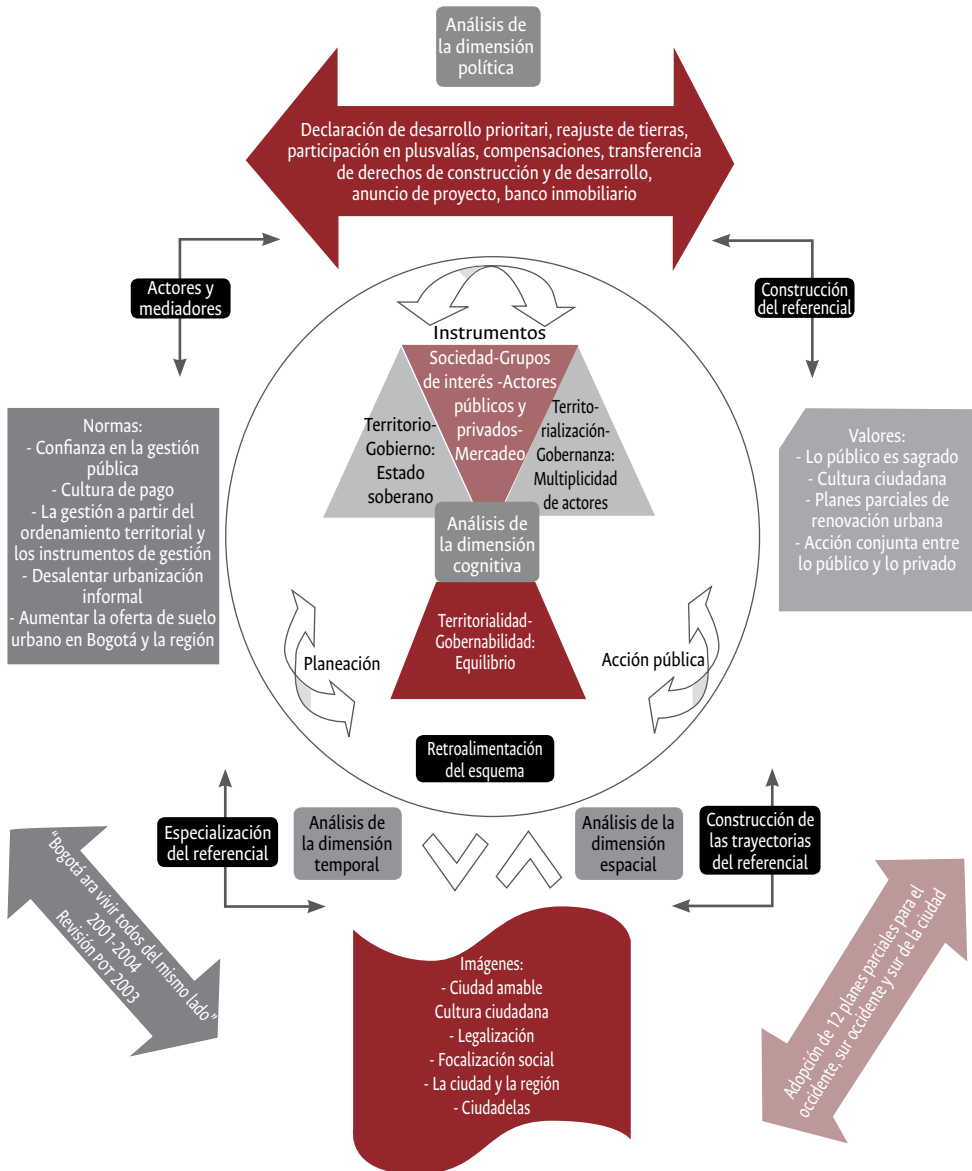 Análisis de
la dimensión
política
Declaración de desarrollo prioritari, reajuste de tierras,
participación en plusvalías, compensaciones, transferencia
de derechos de construcción y de desarrollo,
anuncio de proyecto, banco inmobiliario
Actores y
mediadores
Construcción
del referencial
Instrumentos
Sociedad-Grupos
de interés -Actores
públicos y
privados-
Mercadeo
Territorio-
Gobierno:
Estado
soberano
Territo-
rialización-
Gobernanza:
Multiplicidad
de actores
Normas:
- Confianza en la gestión
pública
- Cultura de pago
- La gestión a partir del
ordenamiento territorial y
los instrumentos de gestión
- Desalentar urbanización
informal
- Aumentar la oferta de suelo
urbano en Bogotá y la región
Valores:
- Lo público es sagrado
- Cultura ciudadana
- Planes parciales de
renovación urbana
- Acción conjunta entre
lo público y lo privado
Análisis de
la dimensión
cognitiva
Territorialidad-
Gobernabilidad:
Equilibrio
Planeación
Acción pública
Retroalimentación
del esquema
Especialización
del referencial
Análisis de
la dimensión
temporal
Análisis de la
dimensión
espacial
Construcción de
las trayectorias
del referencial
"Bogotá ara vivir todos del mismo lado"
2001-2004
Revisión POT 2003
Imágenes:
- Ciudad amable
Cultura ciudadana
- Legalización
- Focalización social
- La ciudad y la región
- Ciudadelas
Adopción de 12 planes parciales para el
occidente, sur occidente y sur de la ciudad